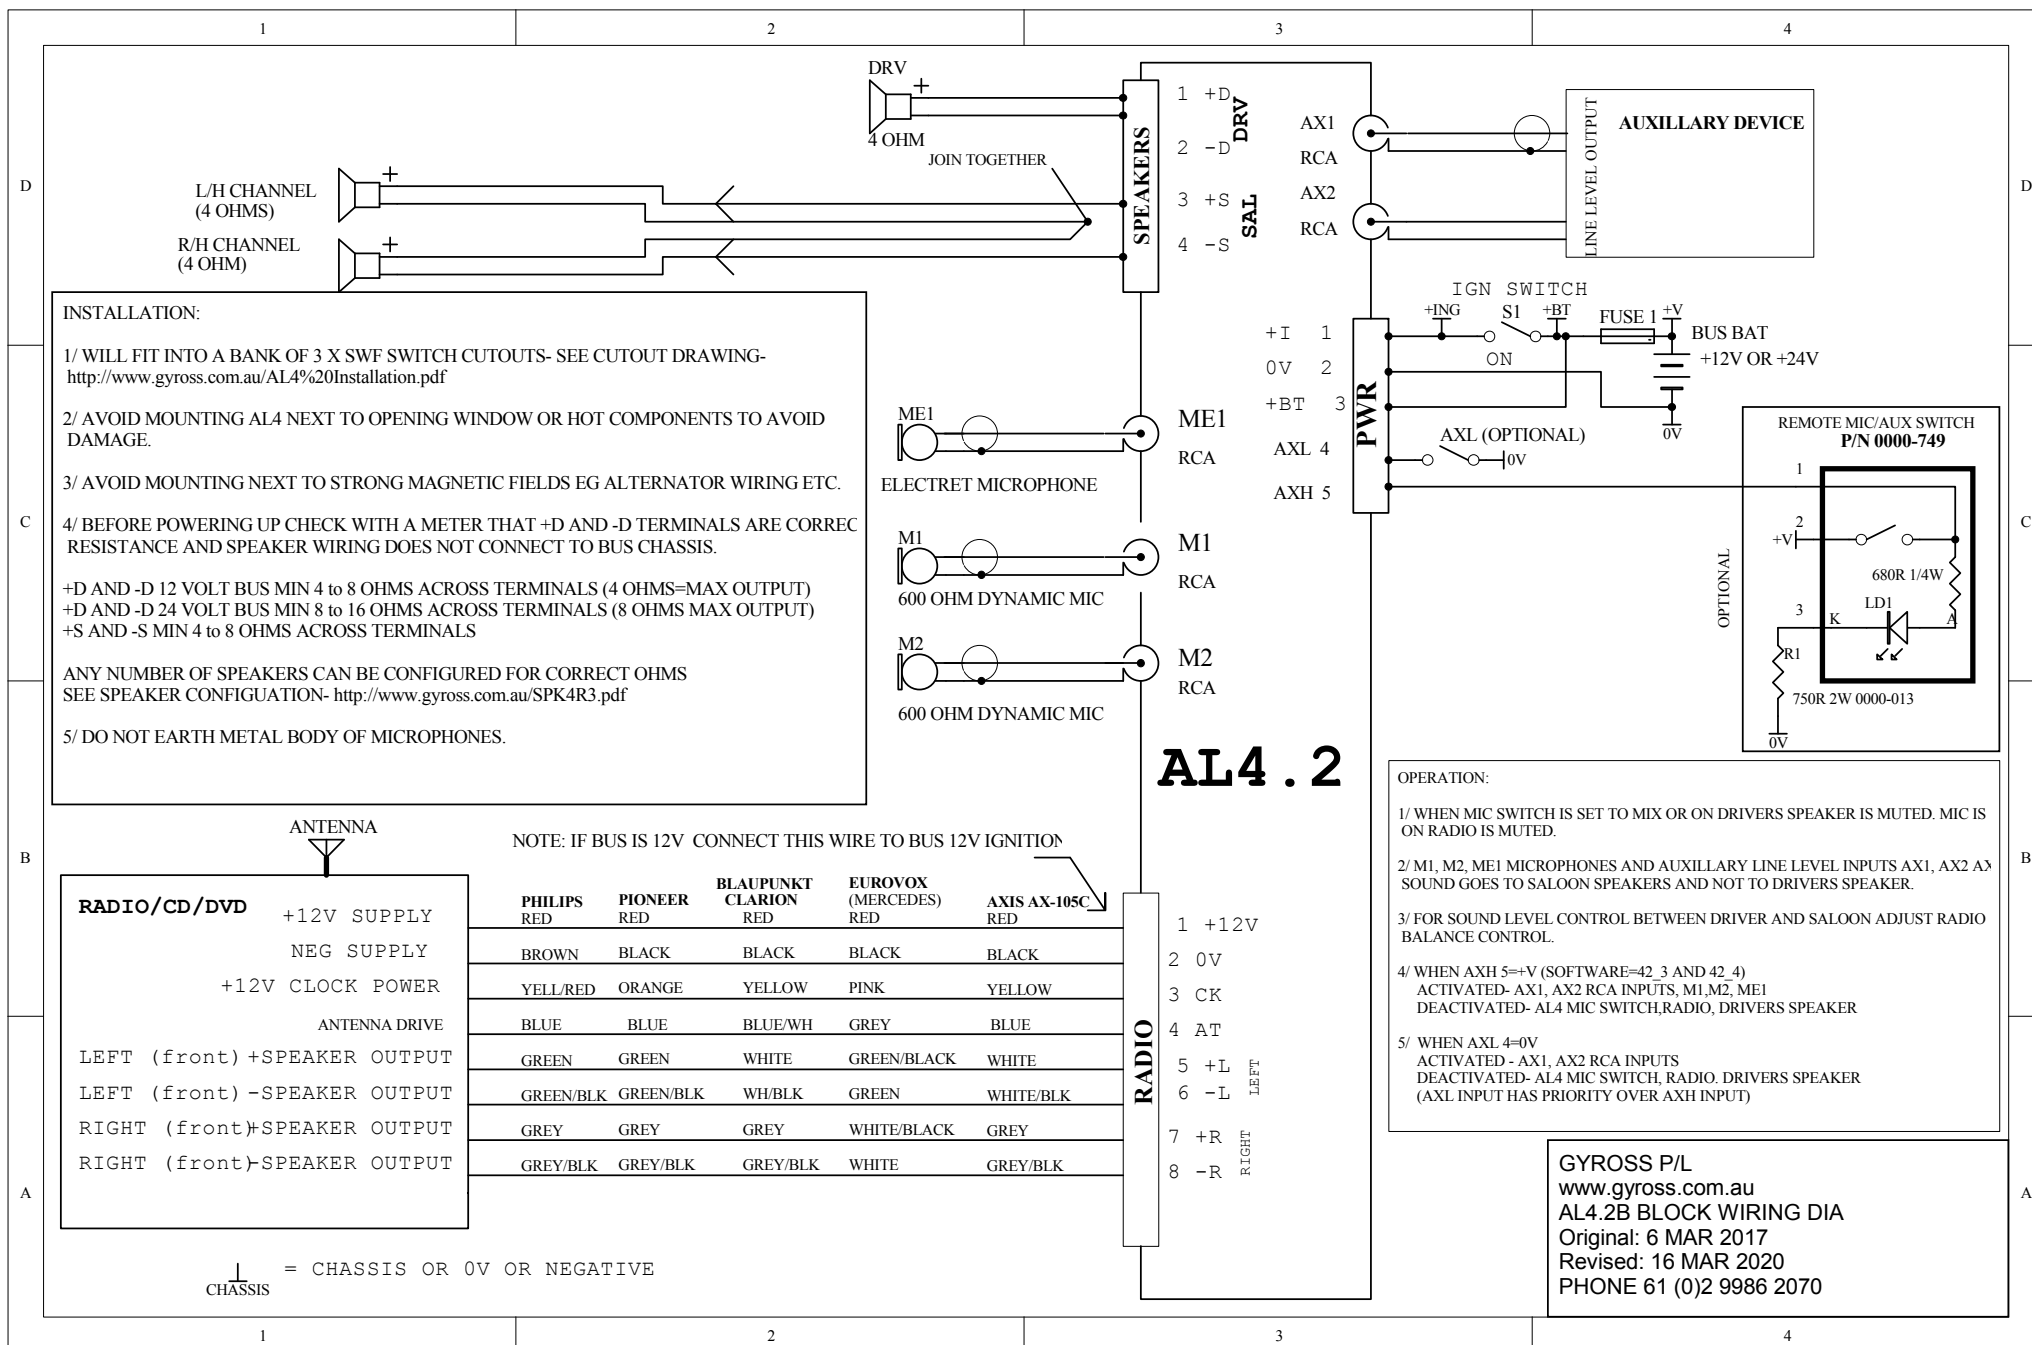 1 2 3 4
D
C
B
A
D
C
B
A
1 2 3 4
DRV
+
4 OHM
JOIN TOGETHER
L/H CHANNEL
(4 OHMS)
+
R/H CHANNEL
(4 OHM)
+
SPEAKERS
1 +D
2 -D
DRV
3 +S
4 -S
SAL
AX1
RCA
AX2
RCA
LINE LEVEL OUTPUT
AUXILLARY DEVICE
INSTALLATION:
1/ WILL FIT INTO A BANK OF 3 X SWF SWITCH CUTOUTS- SEE CUTOUT DRAWING-
http://www.gyross.com.au/AL4%20Installation.pdf
2/ AVOID MOUNTING AL4 NEXT TO OPENING WINDOW OR HOT COMPONENTS TO AVOID
DAMAGE.
3/ AVOID MOUNTING NEXT TO STRONG MAGNETIC FIELDS EG ALTERNATOR WIRING ETC.
4/ BEFORE POWERING UP CHECK WITH A METER THAT +D AND -D TERMINALS ARE CORREC
RESISTANCE AND SPEAKER WIRING DOES NOT CONNECT TO BUS CHASSIS.
+D AND -D 12 VOLT BUS MIN 4 to 8 OHMS ACROSS TERMINALS (4 OHMS=MAX OUTPUT)
+D AND -D 24 VOLT BUS MIN 8 to 16 OHMS ACROSS TERMINALS (8 OHMS MAX OUTPUT)
+S AND -S MIN 4 to 8 OHMS ACROSS TERMINALS
ANY NUMBER OF SPEAKERS CAN BE CONFIGURED FOR CORRECT OHMS
SEE SPEAKER CONFIGUATION- http://www.gyross.com.au/SPK4R3.pdf
5/ DO NOT EARTH METAL BODY OF MICROPHONES.
ME1
ELECTRET MICROPHONE
ME1
RCA
M1
600 OHM DYNAMIC MIC
M1
RCA
M2
600 OHM DYNAMIC MIC
M2
RCA
AL4.2
+I 1
0V 2
+BT 3
AXL 4
AXH 5
PWR
IGN SWITCH
+ING
S1
+BT
ON
FUSE 1
+V
BUS BAT
+12V OR +24V
0V
AXL (OPTIONAL)
0V
OPTIONAL
REMOTE MIC/AUX SWITCH
P/N 0000-749
1
2
+V
680R 1/4W
3
K
LD1
A
R1
750R 2W 0000-013
0V
OPERATION:
1/ WHEN MIC SWITCH IS SET TO MIX OR ON DRIVERS SPEAKER IS MUTED. MIC IS
ON RADIO IS MUTED.
2/ M1, M2, ME1 MICROPHONES AND AUXILLARY LINE LEVEL INPUTS AX1, AX2 AX
SOUND GOES TO SALOON SPEAKERS AND NOT TO DRIVERS SPEAKER.
3/ FOR SOUND LEVEL CONTROL BETWEEN DRIVER AND SALOON ADJUST RADIO
BALANCE CONTROL.
4/ WHEN AXH 5=+V (SOFTWARE=42_3 AND 42_4)
ACTIVATED- AX1, AX2 RCA INPUTS, M1,M2, ME1
DEACTIVATED- AL4 MIC SWITCH,RADIO, DRIVERS SPEAKER
5/ WHEN AXL 4=0V
ACTIVATED - AX1, AX2 RCA INPUTS
DEACTIVATED- AL4 MIC SWITCH, RADIO. DRIVERS SPEAKER
(AXL INPUT HAS PRIORITY OVER AXH INPUT)
ANTENNA
NOTE: IF BUS IS 12V CONNECT THIS WIRE TO BUS 12V IGNITION
RADIO/CD/DVD
PHILIPS PIONEER BLAUPUNKT CLARION EUROVOX (MERCEDES) AXIS AX-105C
+12V SUPPLY RED RED RED RED RED 1 +12V
NEG SUPPLY BROWN BLACK BLACK BLACK BLACK 2 0V
+12V CLOCK POWER YELL/RED ORANGE YELLOW PINK YELLOW 3 CK
ANTENNA DRIVE BLUE BLUE BLUE/WH GREY BLUE 4 AT
LEFT (front)+SPEAKER OUTPUT GREEN GREEN WHITE GREEN/BLACK WHITE 5 +L
LEFT (front)-SPEAKER OUTPUT GREEN/BLK GREEN/BLK WH/BLK GREEN WHITE/BLK 6 -L
LEFT
RIGHT (front)+SPEAKER OUTPUT GREY GREY GREY WHITE/BLACK GREY 7 +R
RIGHT (front)-SPEAKER OUTPUT GREY/BLK GREY/BLK GREY/BLK WHITE GREY/BLK 8 -R
RIGHT
RADIO
CHASSIS
= CHASSIS OR 0V OR NEGATIVE
GYROSS P/L
www.gyross.com.au
AL4.2B BLOCK WIRING DIA
Original: 6 MAR 2017
Revised: 16 MAR 2020
PHONE 61 (0)2 9986 2070